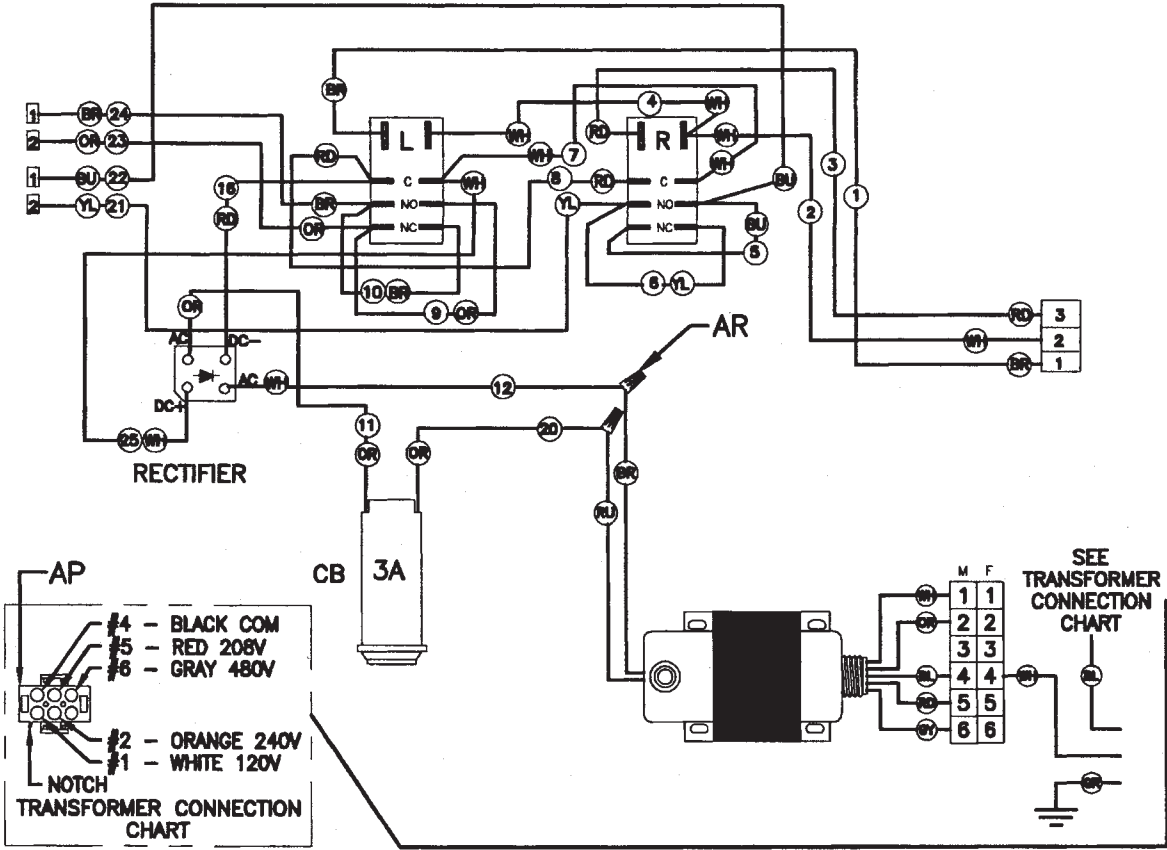 BR
1 BR 24
2 OR 23
1 BU 22
2 YL 21
L
R
4 WH
WH
RD
WH
7
WH
RD
3
1
2
WH
8
RD
BU
16
RD
C
WH
C
BR
NO
YL
NO
OR
NC
NC
BU
5
10 BR
6 YL
9 OR
OR
AC
DC-
AC WH
DC+
12
AR
RD 3
WH 2
BR 1
25 WH
11
OR
OR
20
BR
RU
RECTIFIER
CB
3A
AP
#4 - BLACK COM
#5 - RED 208V
#6 - GRAY 480V
#2 - ORANGE 240V
#1 - WHITE 120V
NOTCH
TRANSFORMER CONNECTION
CHART
SEE
TRANSFORMER
CONNECTION
CHART
M F
WH 1 1
OR 2 2
3 3
BL 4 4 WH
RD 5 5
GY 6 6
BL
GR